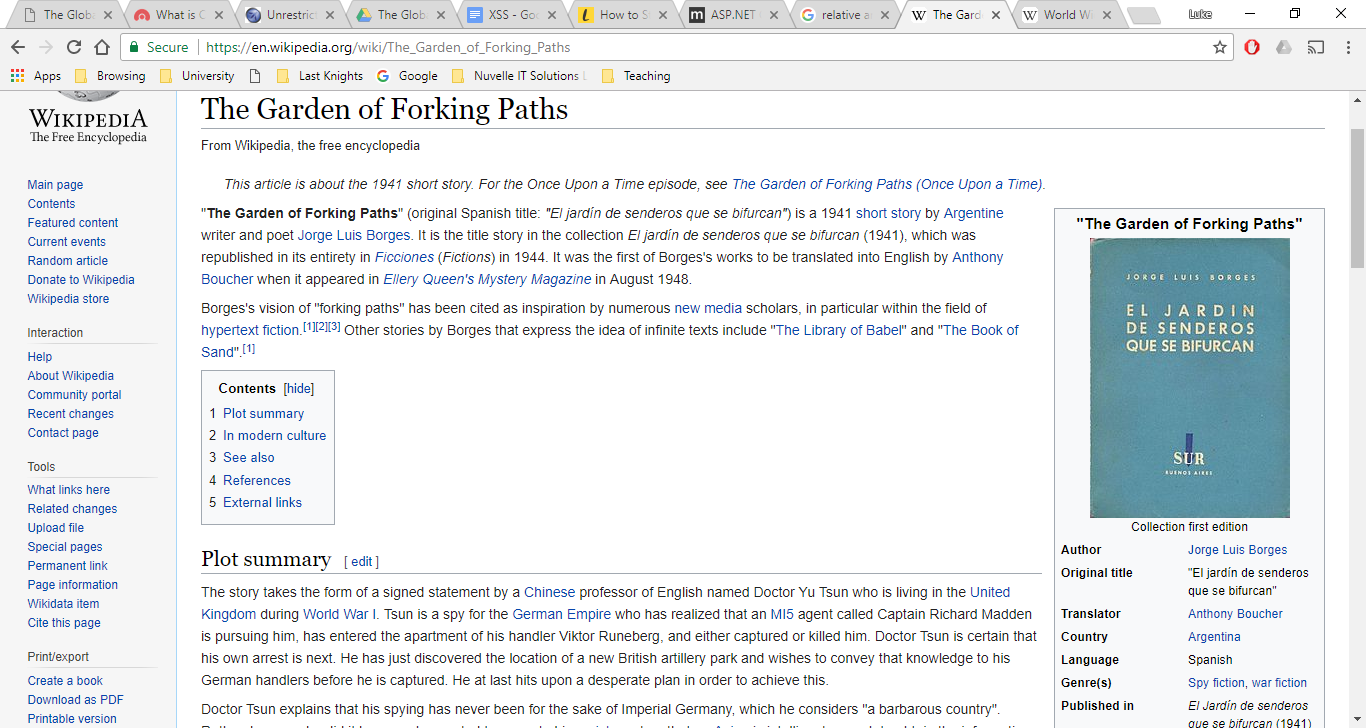 The Globa
What is C
Unrestric
The Globa
XSS - Goo
How to S
ASP.NET
relative a
The Gard
World Wi
Luke
Secure
https://en.wikipedia.org/wiki/The_Garden_of_Forking_Paths
Apps
Browsing
University
Last Knights
Google
Nuvelle IT Solutions
Teaching
WIKIPEDIA
The Free Encyclopedia
Main page
Contents
Featured content
Current events
Random article
Donate to Wikipedia
Wikipedia store
Interaction
Help
About Wikipedia
Community portal
Recent changes
Contact page
Tools
What links here
Related changes
Upload file
Special pages
Permanent link
Page information
Wikidata item
Cite this page
Print/export
Create a book
Download as PDF
Printable version
The Garden of Forking Paths
From Wikipedia, the free encyclopedia
This article is about the 1941 short story. For the Once Upon a Time episode, see The Garden of Forking Paths (Once Upon a Time).
"The Garden of Forking Paths" (original Spanish title: "El jardín de senderos que se bifurcan") is a 1941 short story by Argentine
writer and poet Jorge Luis Borges. It is the title story in the collection El jardín de senderos que se bifurcan (1941), which was
republished in its entirety in Ficciones (Fictions) in 1944. It was the first of Borges's works to be translated into English by Anthony
Boucher when it appeared in Ellery Queen's Mystery Magazine in August 1948.
Borges's vision of "forking paths" has been cited as inspiration by numerous new media scholars, in particular within the field of
hypertext fiction.[1][2][3] Other stories by Borges that express the idea of infinite texts include "The Library of Babel" and "The Book of
Sand".[1]
Contents [hide]
1 Plot summary
2 In modern culture
3 See also
4 References
5 External links
Plot summary [ edit ]
The story takes the form of a signed statement by a Chinese professor of English named Doctor Yu Tsun who is living in the United
Kingdom during World War I. Tsun is a spy for the German Empire who has realized that an MI5 agent called Captain Richard Madden
is pursuing him, has entered the apartment of his handler Viktor Runeberg, and either captured or killed him. Doctor Tsun is certain that
his own arrest is next. He has just discovered the location of a new British artillery park and wishes to convey that knowledge to his
German handlers before he is captured. He at last hits upon a desperate plan in order to achieve this.
Doctor Tsun explains that his spying has never been for the sake of Imperial Germany, which he considers "a barbarous country".
"The Garden of Forking Paths"
JORGE LUIS BORGES
EL JARDIN
DE SENDEROS
QUE SE BIFURCAN
SUR
BUENOS AIRES
Collection first edition
Author Jorge Luis Borges
Original title "El jardín de senderos
que se bifurcan"
Translator Anthony Boucher
Country Argentina
Language Spanish
Genre(s) Spy fiction, war fiction
Published in El Jardín de senderos
que se bifurcan (1941)